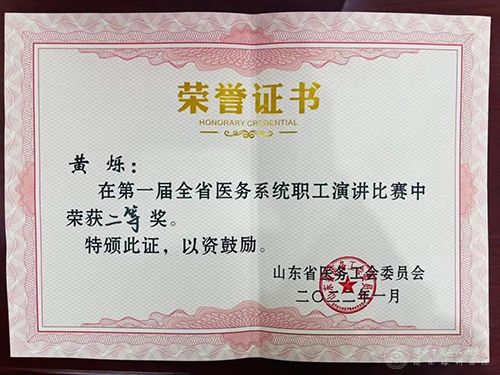 荣誉证书
HONORARY CREDENTIAL
黄烁：
在第一届全省医务系统职工演讲比赛中
荣获二等奖。
特颁此证，以资鼓励。
山东省医务工会委员会
二〇二二年一月